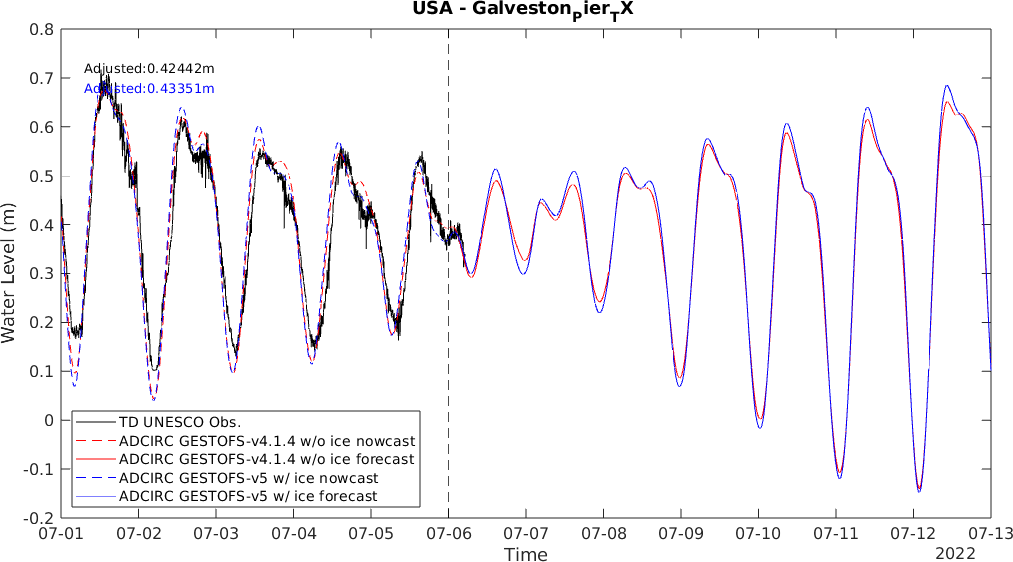 USA - Galveston_Pier_TX
Adjusted:0.42442m
Adjusted:0.43351m
0.8
0.7
0.6
0.5
0.4
0.3
0.2
0.1
0
-0.1
-0.2
Water Level (m)
TD UNESCO Obs.
ADCIRC GESTOFS-v4.1.4 w/o ice nowcast
ADCIRC GESTOFS-v4.1.4 w/o ice forecast
ADCIRC GESTOFS-v5 w/ ice nowcast
ADCIRC GESTOFS-v5 w/ ice forecast
07-01 07-02 07-03 07-04 07-05 07-06 07-07 07-08 07-09 07-10 07-11 07-12 07-13
Time
2022